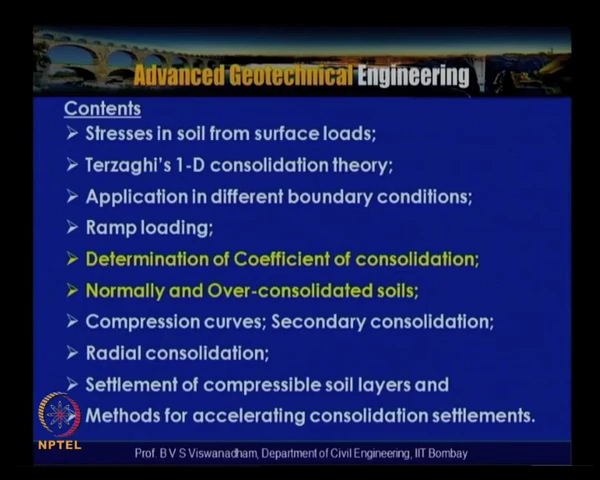 Advanced Geotechnical Engineering
Contents
➢ Stresses in soil from surface loads;
➢ Terzaghi's 1-D consolidation theory;
➢ Application in different boundary conditions;
➢ Ramp loading;
➢ Determination of Coefficient of consolidation;
➢ Normally and Over-consolidated soils;
➢ Compression curves; Secondary consolidation;
➢ Radial consolidation;
➢ Settlement of compressible soil layers and
➢ Methods for accelerating consolidation settlements.
NPTEL
Prof. B V S Viswanadham, Department of Civil Engineering, IIT Bombay